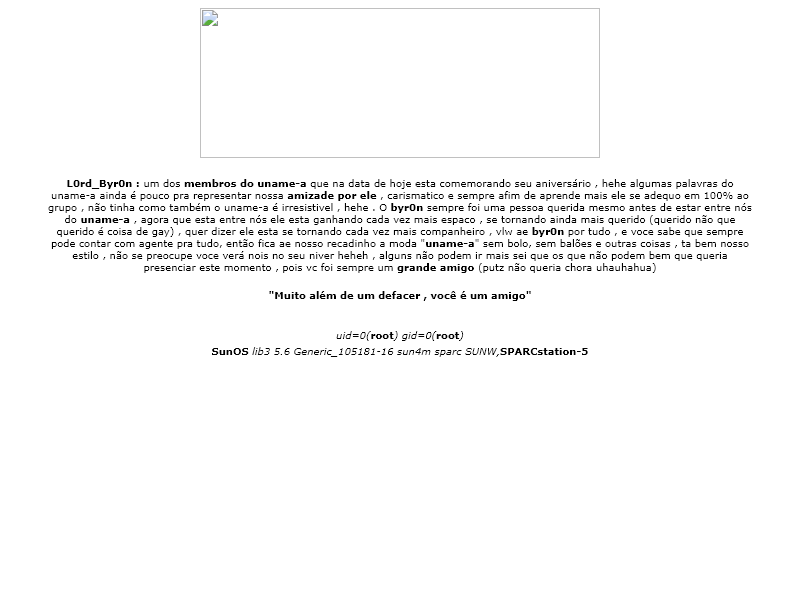 L0rd_Byr0n : um dos membros do uname-a que na data de hoje esta comemorando seu aniversário , hehe algumas palavras do
uname-a ainda é pouco pra representar nossa amizade por ele , carismatico e sempre afim de aprende mais ele se adequo em 100% ao
grupo , não tinha como também o uname-a é irresistivel , hehe . O byr0n sempre foi uma pessoa querida mesmo antes de estar entre nós
do uname-a , agora que esta entre nós ele esta ganhando cada vez mais espaco , se tornando ainda mais querido (querido não que
querido é coisa de gay) , quer dizer ele esta se tornando cada vez mais companheiro , vlw ae byr0n por tudo , e voce sabe que sempre
pode contar com agente pra tudo, então fica ae nosso recadinho a moda "uname-a" sem bolo, sem balões e outras coisas , ta bem nosso
estilo , não se preocupe voce verá nois no seu niver heheh , alguns não podem ir mais sei que os que não podem bem que queria
presenciar este momento , pois vc foi sempre um grande amigo (putz não queria chora uhauhahua)
"Muito além de um defacer , você é um amigo"
uid=0(root) gid=0(root)
SunOS lib3 5.6 Generic_105181-16 sun4m sparc SUNW,SPARCstation-5